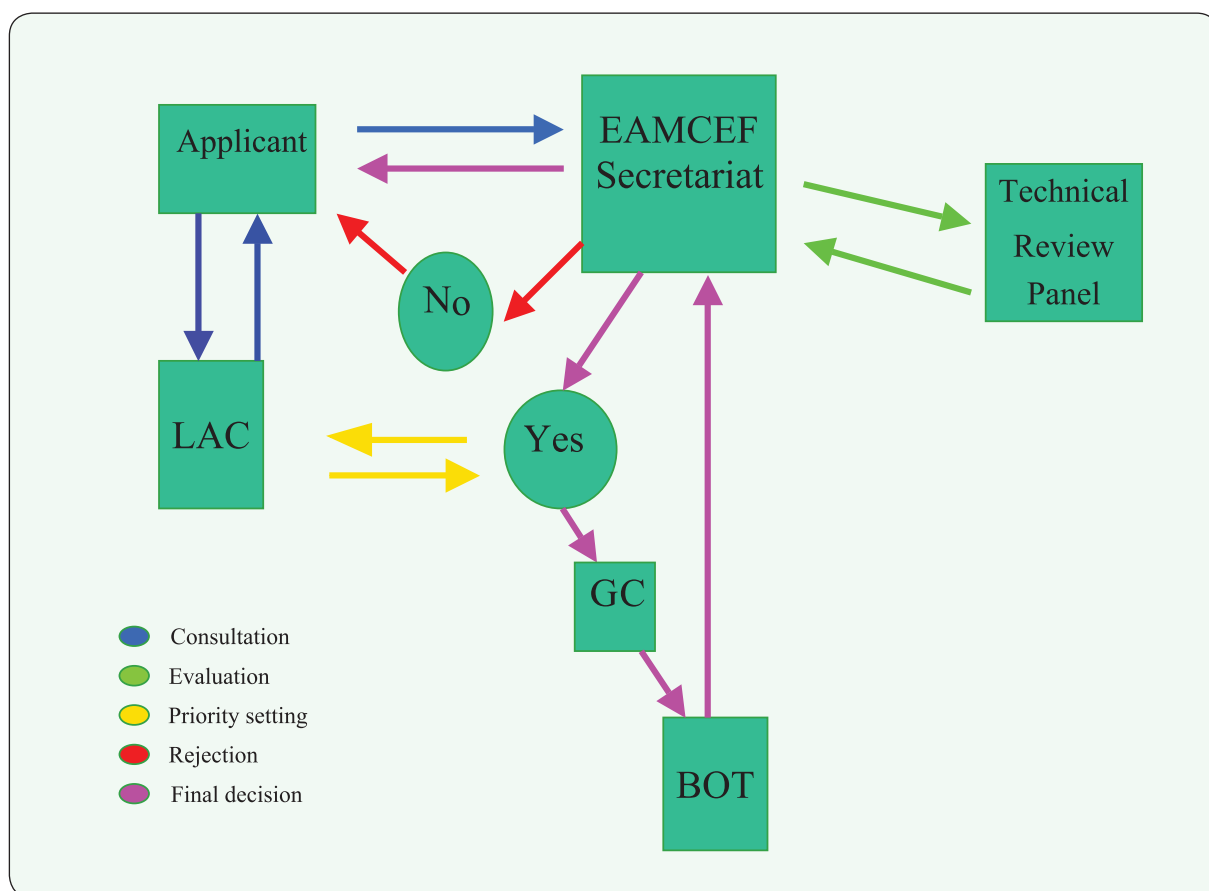 Applicant
EAMCEF
Secretariat
Technical
Review
Panel
No
LAC
Yes
GC
BOT
Consultation
Evaluation
Priority setting
Rejection
Final decision